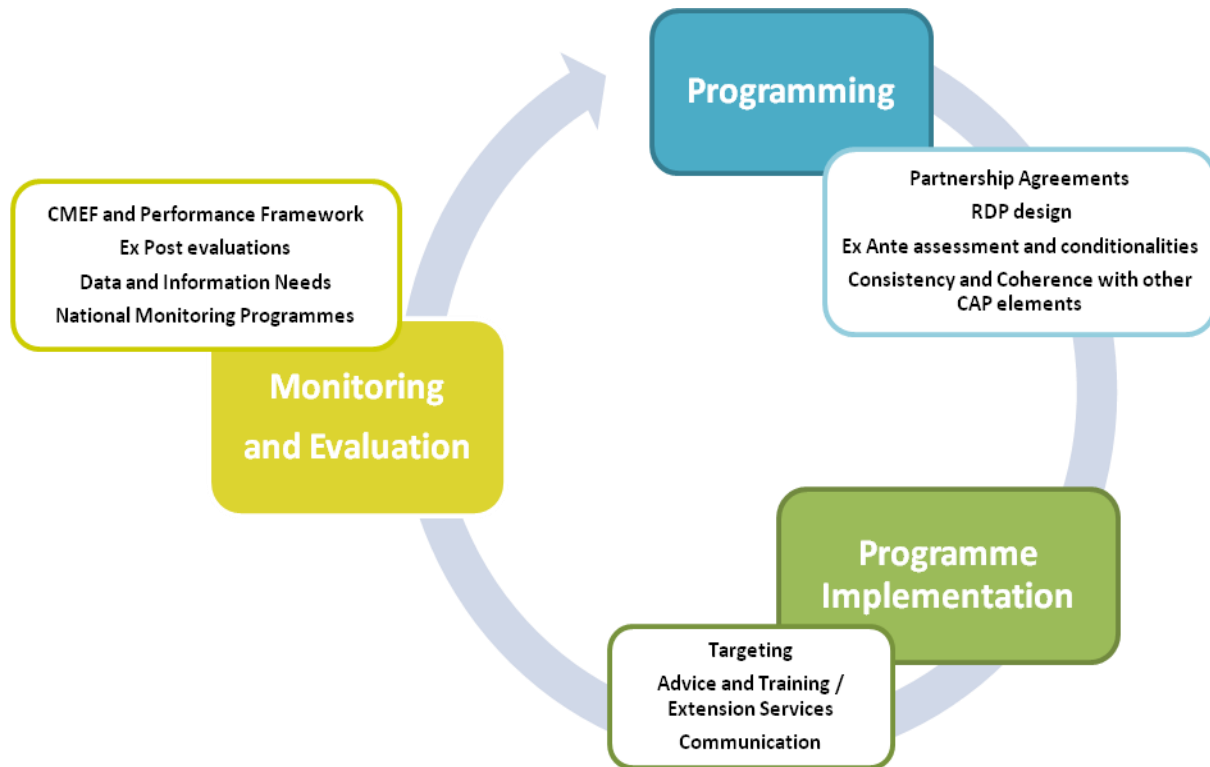 Programming
Partnership Agreements
RDP design
Ex Ante assessment and conditionalities
Consistency and Coherence with other
CAP elements
Programme
Implementation
Targeting
Advice and Training /
Extension Services
Communication
Monitoring
and Evaluation
CMEF and Performance Framework
Ex Post evaluations
Data and Information Needs
National Monitoring Programmes